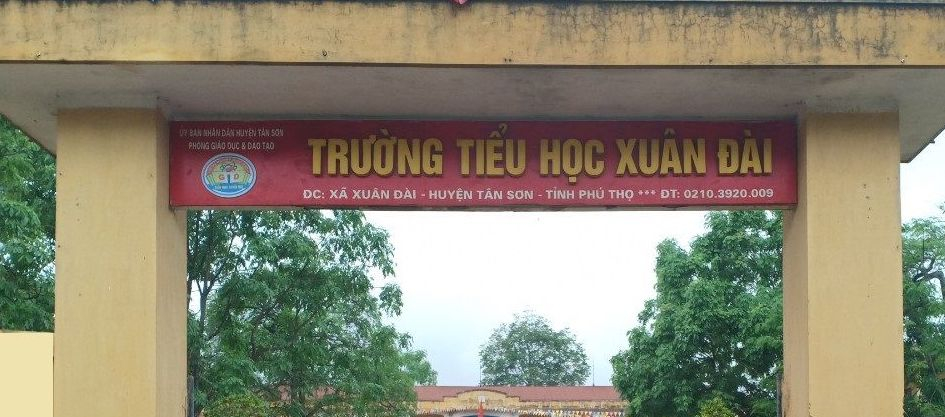 ỦY BAN NHÂN DÂN HUYỆN TÂN SƠN
PHÒNG GIÁO DỤC & ĐÀO TẠO
TRƯỜNG TIỂU HỌC XUÂN ĐÀI
ĐC: XÃ XUÂN ĐÀI - HUYỆN TÂN SƠN - TỈNH PHÚ THỌ *** ĐT: 0210.3920.009